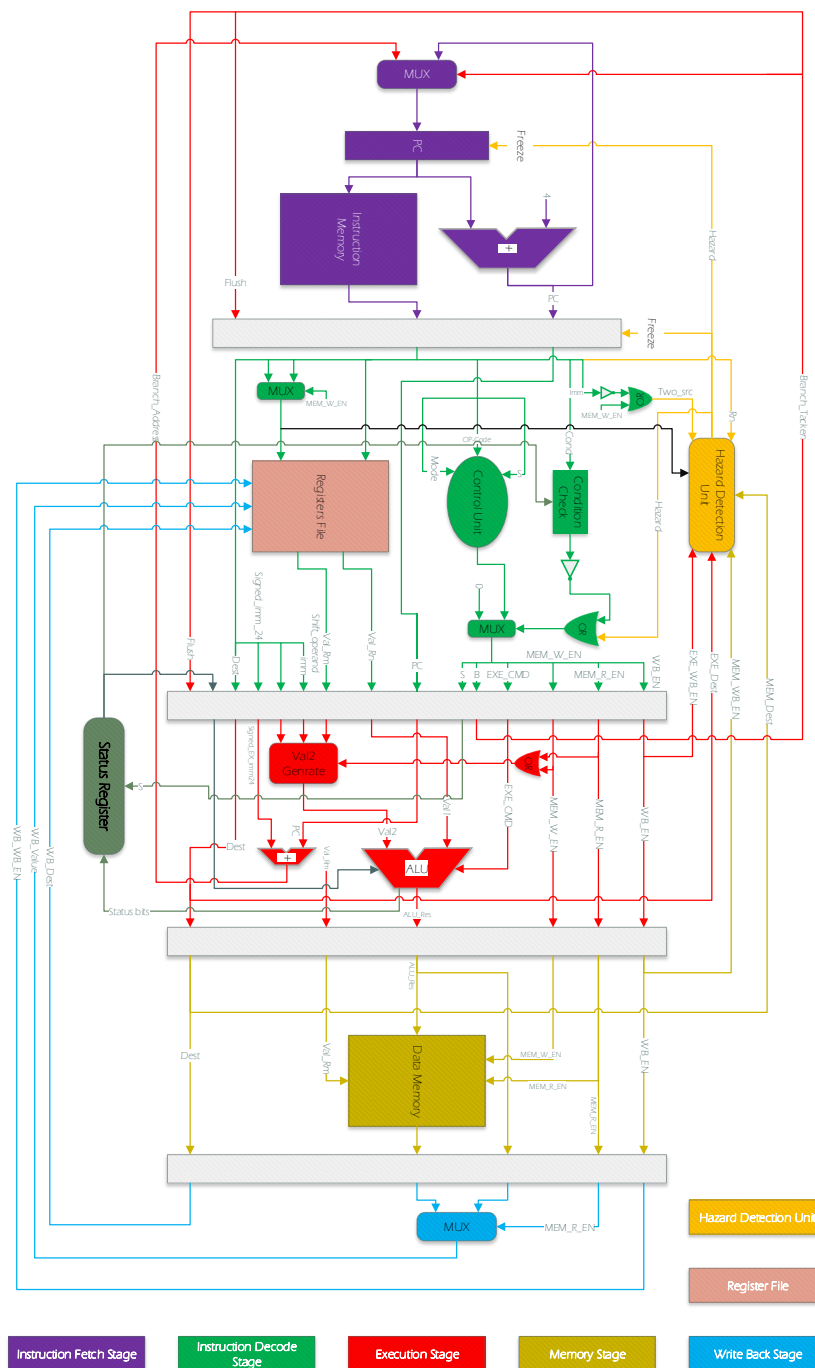 MUX
PC
Freeze
Instruction
Memory
4
+
Hazard
Flush
PC
Freeze
Branch_Address
Branch_Tacken
MUX
MEM_W_EN
Imm
OR
MEM_W_EN
Two_src
Rn
Cond
OP-Code
Mode
S
Registers File
Control Unit
Condition
Check
Hazard Detection
Unit
Hazard
0
MUX
OR
Flush
Dest
Signed_imm_24
imm
Shift_operand
Val_Rm
Val_Rn
PC
S
B
EXE_CMD
MEM_W_EN
MEM_R_EN
WB_EN
EXE_WB_EN
EXE_Dest
MEM_WB_EN
MEM_Dest
Status Register
S
Signed_EX_imm24
Val2
Genrate
OR
EXE_CMD
MEM_W_EN
MEM_R_EN
WB_EN
Val1
Val2
PC
+
ALU
Dest
Val_Rm
Status bits
ALU_Res
WB_WB_EN
WB_Value
WB_Dest
ALU_Res
Dest
Val_Rm
Data Memory
MEM_W_EN
MEM_R_EN
MEM_R_EN
WB_EN
MUX
MEM_R_EN
Hazard Detection Unit
Register File
Instruction Fetch Stage
Instruction Decode
Stage
Execution Stage
Memory Stage
Write Back Stage